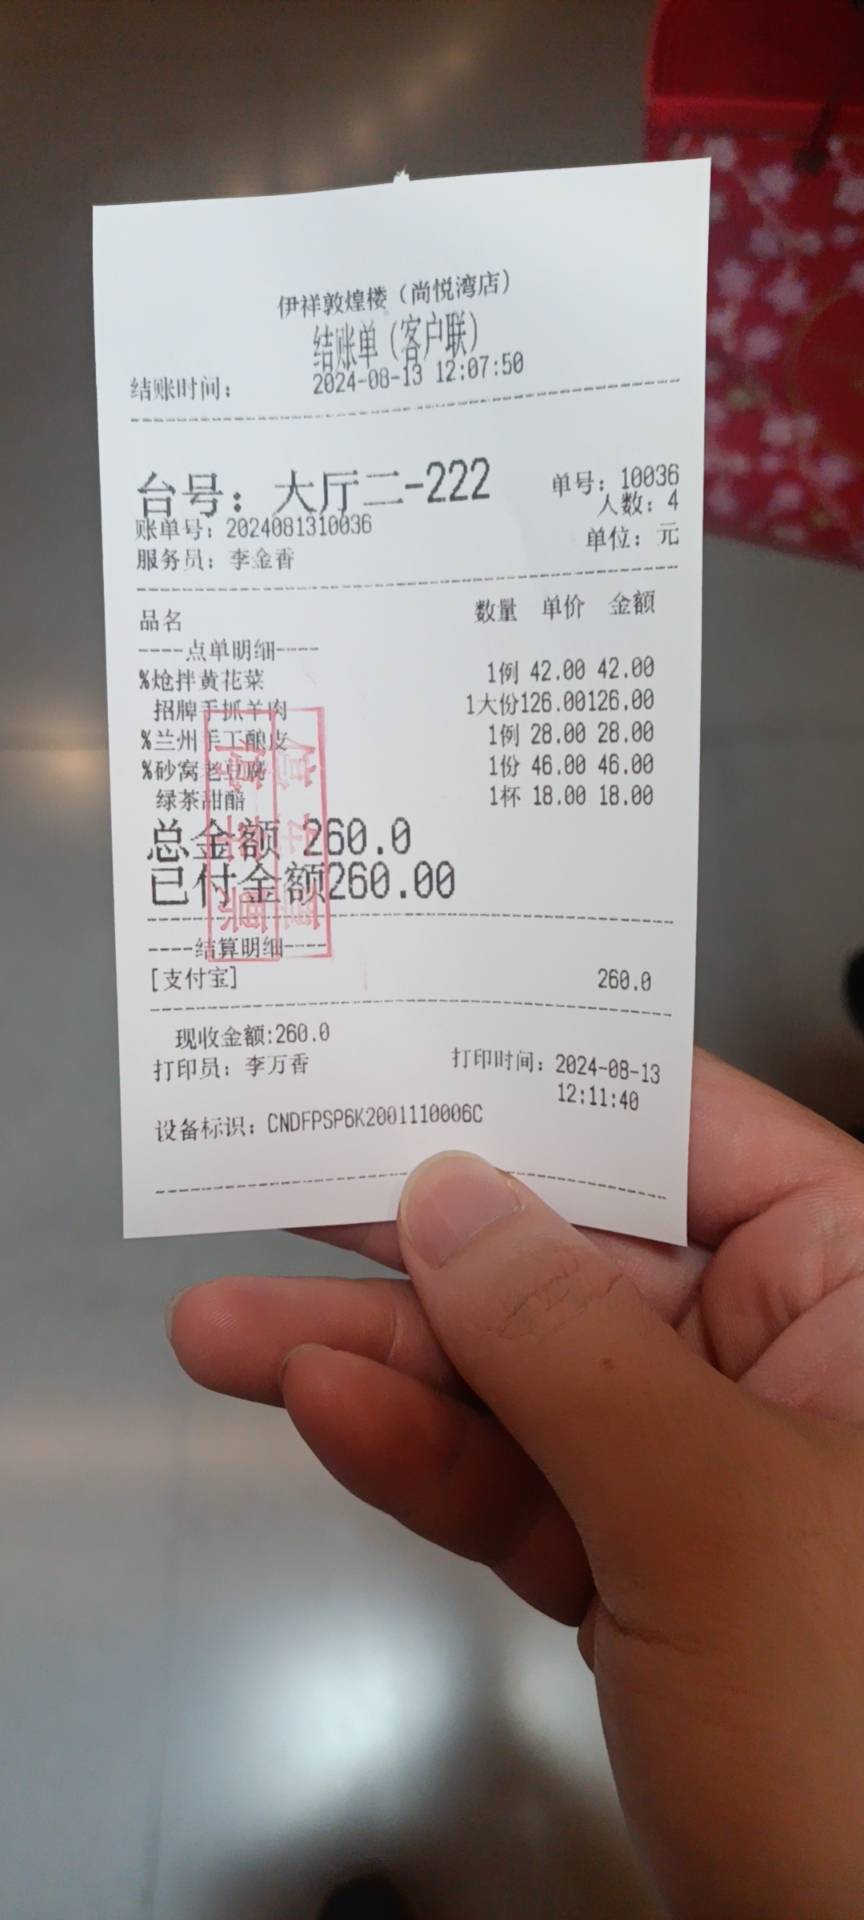 伊祥敦煌楼（尚悦湾店）
结账单（客户联）
结账时间： 2024-08-13 12:07:50
台号：大厅二-222 单号：10036
人数：4
账单号：2024081310036
单位：元
服务员：李金香
品名 数量 单价 金额
----点单明细----
%炝拌黄花菜 1例 42.00 42.00
招牌手抓羊肉 1大份126.00126.00
%兰州手工酿皮 1例 28.00 28.00
%砂窝老豆腐 1份 46.00 46.00
绿茶甜醅 1杯 18.00 18.00
总金额 260.0
已付金额260.00
----结算明细----
[支付宝] 260.0
现收金额:260.0
打印员：李万香 打印时间：2024-08-13
12:11:40
设备标识：CNDFPSP6K2001110006C